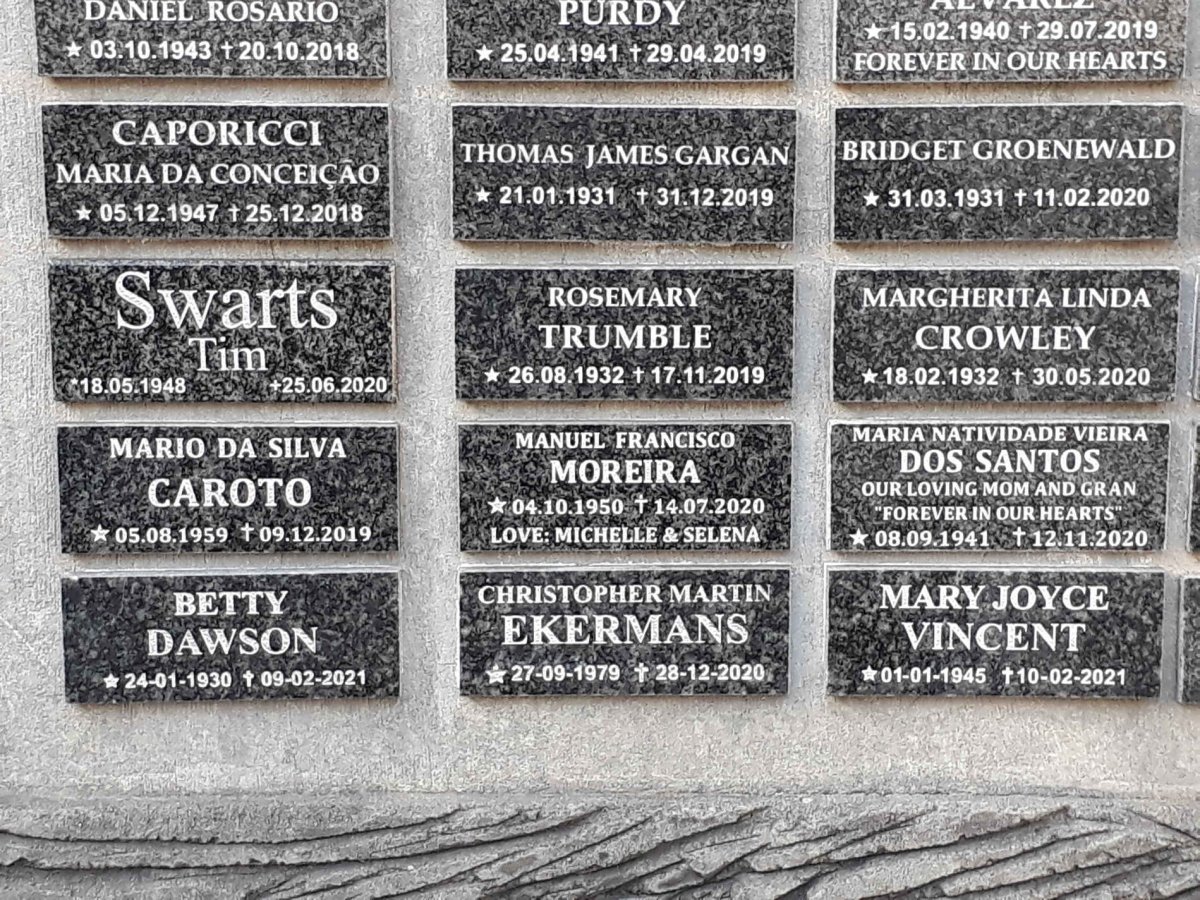 DANIEL ROSARIO
★ 03.10.1943 ✝ 20.10.2018
PURDY
★ 25.04.1941 ✝ 29.04.2019
ALVAREZ
★ 15.02.1940 ✝ 29.07.2019
FOREVER IN OUR HEARTS
CAPORICCI
MARIA DA CONCEIÇÃO
★ 05.12.1947 ✝ 25.12.2018
THOMAS JAMES GARGAN
★ 21.01.1931 ✝ 31.12.2019
BRIDGET GROENEWALD
★ 31.03.1931 ✝ 11.02.2020
Swarts
Tim
*18.05.1948 +25.06.2020
ROSEMARY
TRUMBLE
★ 26.08.1932 ✝ 17.11.2019
MARGHERITA LINDA
CROWLEY
★ 18.02.1932 ✝ 30.05.2020
MARIO DA SILVA
CAROTO
★ 05.08.1959 ✝ 09.12.2019
MANUEL FRANCISCO
MOREIRA
★ 04.10.1950 ✝ 14.07.2020
LOVE: MICHELLE & SELENA
MARIA NATIVIDADE VIEIRA
DOS SANTOS
OUR LOVING MOM AND GRAN
"FOREVER IN OUR HEARTS"
★ 08.09.1941 ✝ 12.11.2020
BETTY
DAWSON
★ 24-01-1930 ✝ 09-02-2021
CHRISTOPHER MARTIN
EKERMANS
★ 27-09-1979 ✝ 28-12-2020
MARY JOYCE
VINCENT
★ 01-01-1945 ✝ 10-02-2021